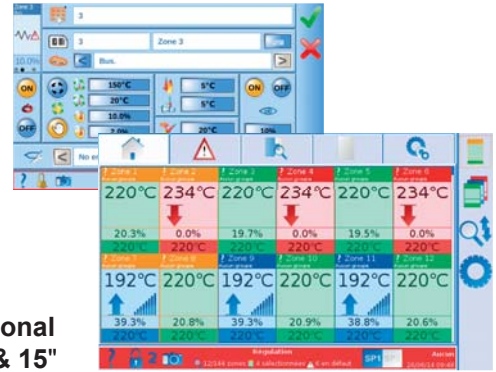 Zone 3
3
3
Zone 3
10.0%
Bus.
ON
150°C
5°C
ON
OFF
20°C
5°C
10.0%
OFF
2.0%
20°C
10%
Zone 1
Zone 2
Zone 3
Zone 4
Zone 5
Zone 6
220°C 234°C 220°C 234°C 220°C 234°C
20.3% 0.0% 19.7% 0.0% 19.5% 0.0%
220°C 220°C 220°C 220°C 220°C 220°C
Zone 7
Zone 8
Zone 9
Zone 10
Zone 11
Zone 12
192°C 220°C 192°C 220°C 192°C 220°C
39.3% 20.8% 39.3% 20.9% 38.8% 20.6%
220°C 220°C 220°C 220°C 220°C 220°C
Régulation
2
12/144 zones
4 sélectionnées
6 en défaut
SP1
Aucun
onal
& 15"